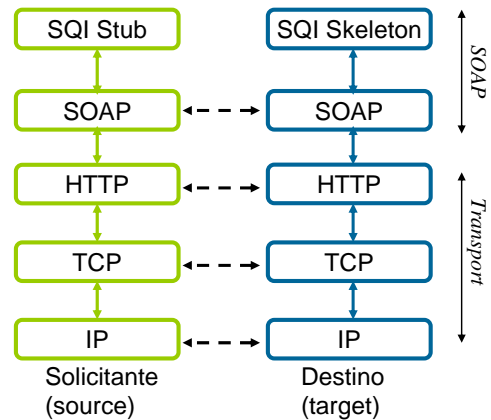 SQI Stub
SQI Skeleton
SOAP
SOAP
SOAP
HTTP
HTTP
TCP
TCP
Transport
IP
IP
Solicitante
(source)
Destino
(target)